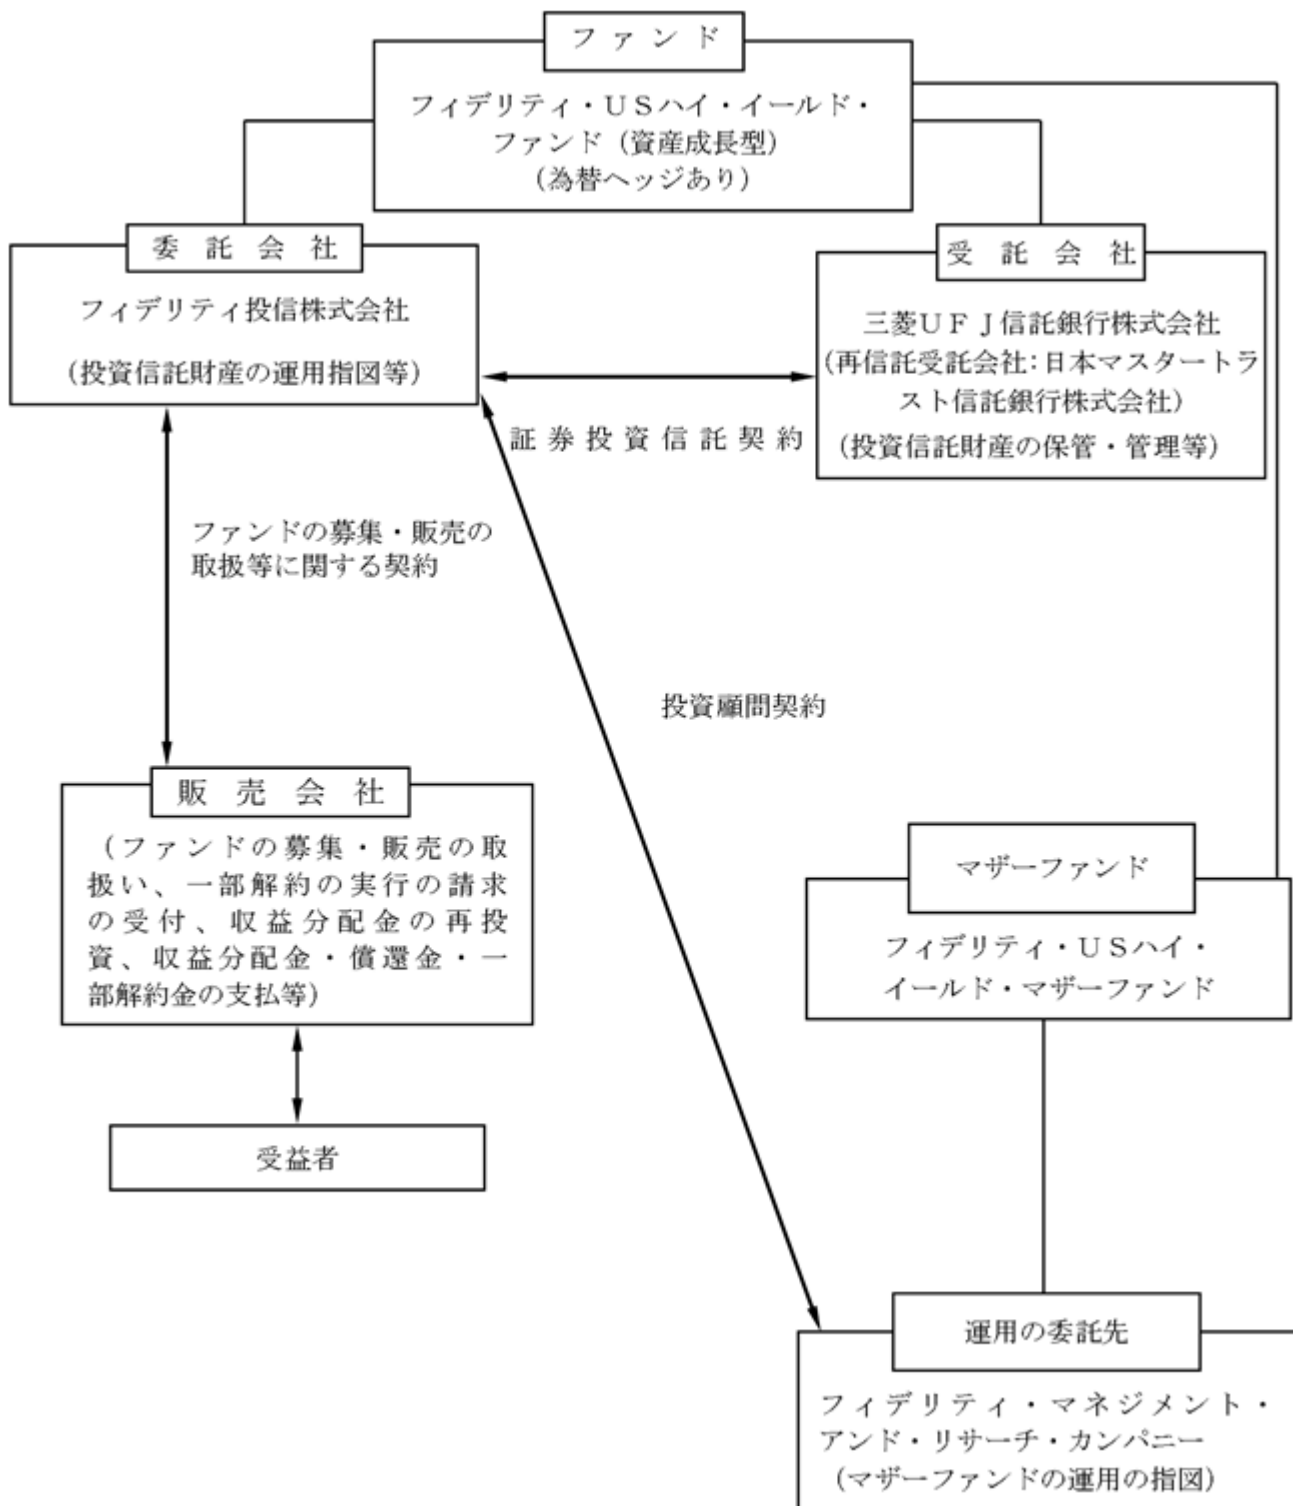 ファンド
フィデリティ・ＵＳハイ・イールド・
ファンド（資産成長型）
（為替ヘッジあり）
委託会社
フィデリティ投信株式会社
（投資信託財産の運用指図等）
受託会社
三菱ＵＦＪ信託銀行株式会社
（再信託受託会社：日本マスタートラ
スト信託銀行株式会社）
（投資信託財産の保管・管理等）
証券投資信託契約
ファンドの募集・販売の
取扱等に関する契約
投資顧問契約
販売会社
（ファンドの募集・販売の取
扱い、一部解約の実行の請求
の受付、収益分配金の再投
資、収益分配金・償還金・一
部解約金の支払等）
受益者
マザーファンド
フィデリティ・ＵＳハイ・
イールド・マザーファンド
運用の委託先
フィデリティ・マネジメント・
アンド・リサーチ・カンパニー
（マザーファンドの運用の指図）